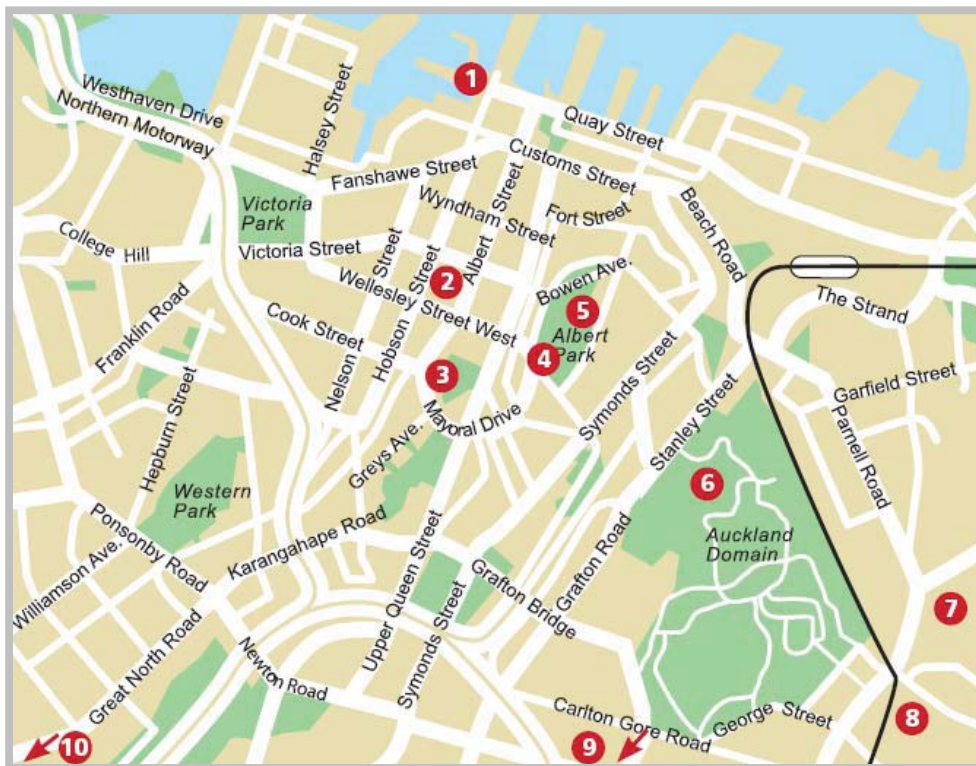 1
Westhaven Drive
Northern Motorway
Halsey Street
Quay Street
Fanshawe Street
Customs Street
Victoria
Park
Wyndham Street
Fort Street
Albert Street
Beach Road
College Hill
Victoria Street
Bowen Ave.
2
Wellesley Street West
5
Albert
Park
The Strand
Franklin Road
Cook Street
Nelson Street
Hobson Street
3
4
Garfield Street
Mayoral Drive
Symonds Street
Stanley Street
Parnell Road
Hepburn Street
Greys Ave.
6
Western
Park
Auckland
Domain
Ponsonby Road
Karangahape Road
Williamson Ave.
Upper Queen Street
Grafton Bridge
Grafton Road
7
Great North Road
Newton Road
Symonds Street
Carlton Gore Road
George Street
8
10
9